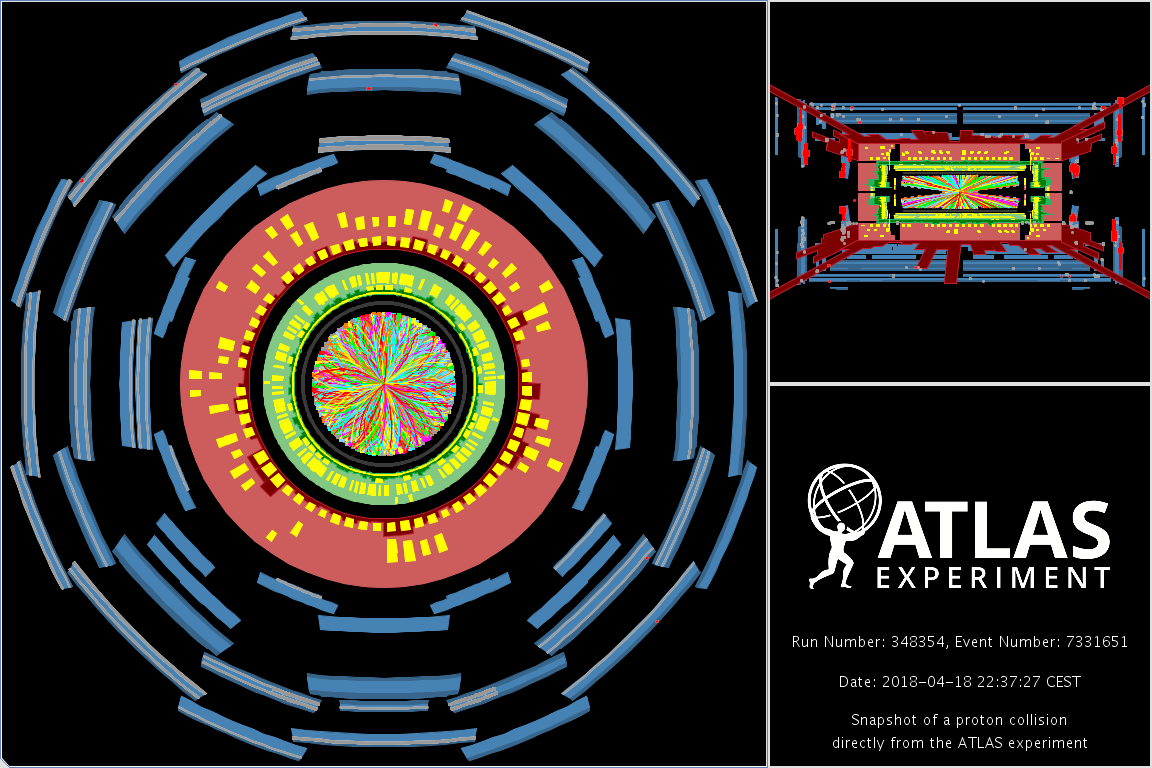 ATLAS
EXPERIMENT
Run Number: 348354, Event Number: 7331651
Date: 2018-04-18 22:37:27 CEST
Snapshot of a proton collision
directly from the ATLAS experiment